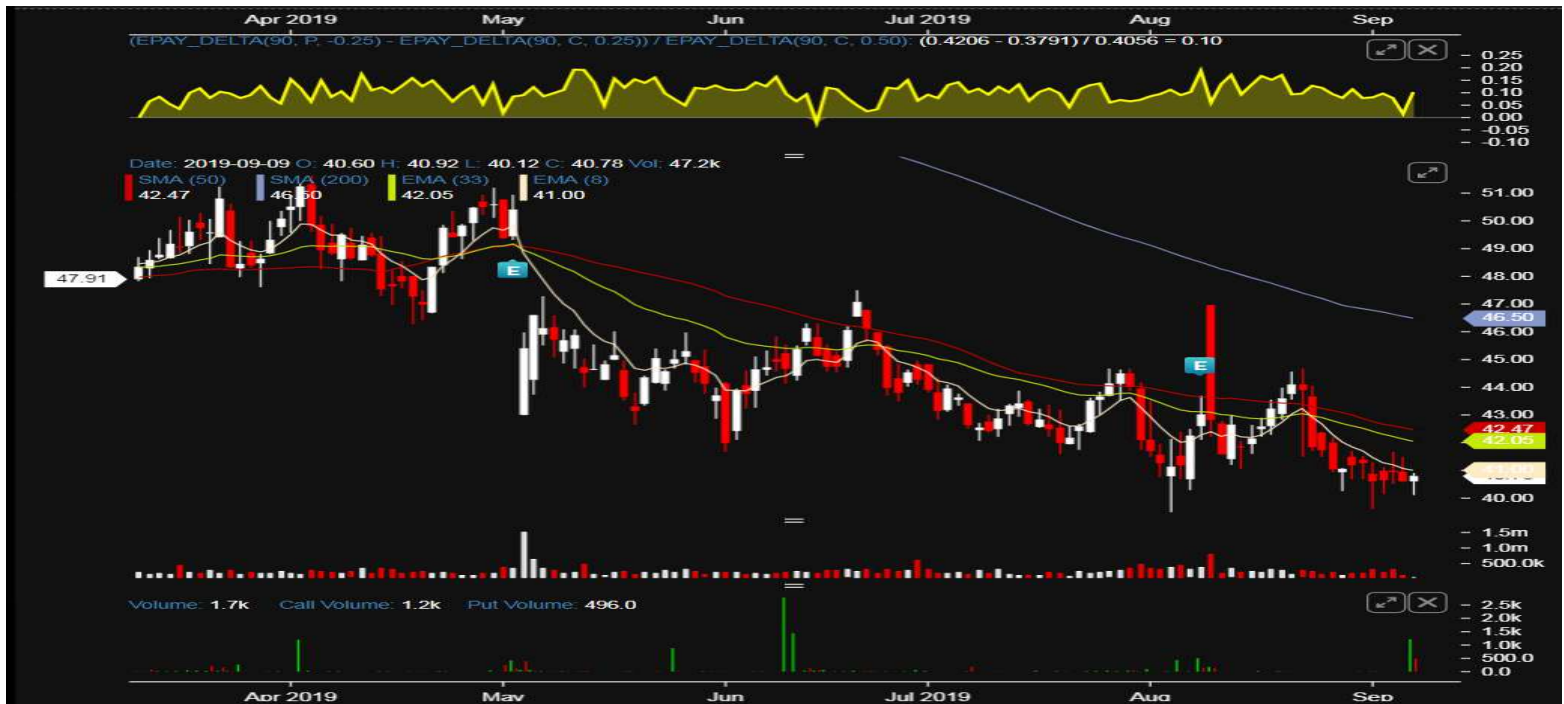 Apr 2019 May Jun Jul 2019 Aug Sep
(EPAY_DELTA(90, P, -0.25) - EPAY_DELTA(90, C, 0.25)) / EPAY_DELTA(90, C, 0.50): (0.4206 - 0.3791) / 0.4056 = 0.10
0.25
0.20
0.15
0.10
0.05
0.00
-0.05
-0.10
Date: 2019-09-09 O: 40.60 H: 40.92 L: 40.12 C: 40.78 Vol: 47.2k
SMA (50) SMA (200) EMA (33) EMA (8)
42.47 46.50 42.05 41.00
51.00
50.00
49.00
48.00
47.91
47.00
46.50
46.00
45.00
E
E
44.00
43.00
42.47
42.05
41.00
40.00
1.5m
1.0m
500.0k
Volume: 1.7k Call Volume: 1.2k Put Volume: 496.0
2.5k
2.0k
1.5k
1.0k
500.0
0.0
Apr 2019 May Jun Jul 2019 Aug Sep